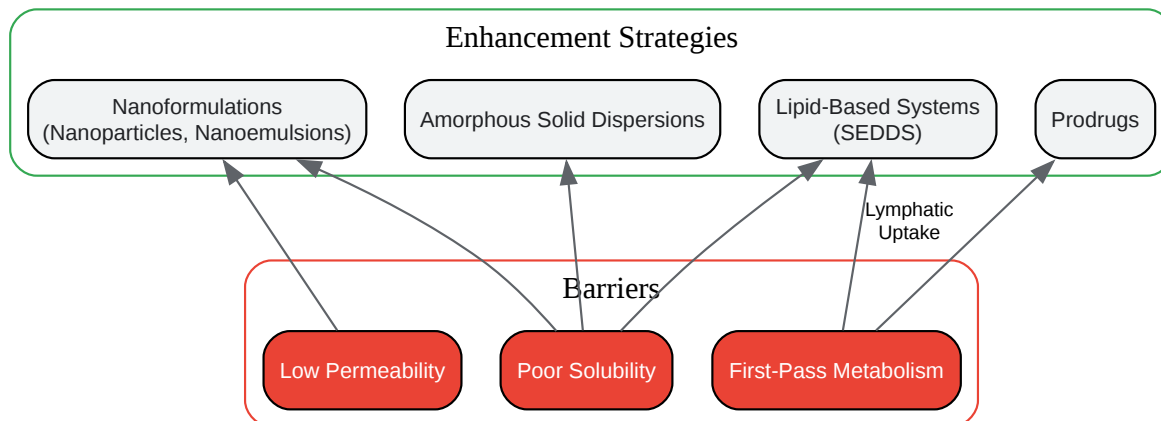 Enhancement Strategies
Nanoformulations
(Nanoparticles, Nanoemulsions)
Amorphous Solid Dispersions
Lipid-Based Systems
(SEDDS)
Prodrugs
Lymphatic
Uptake
Barriers
Low Permeability
Poor Solubility
First-Pass Metabolism